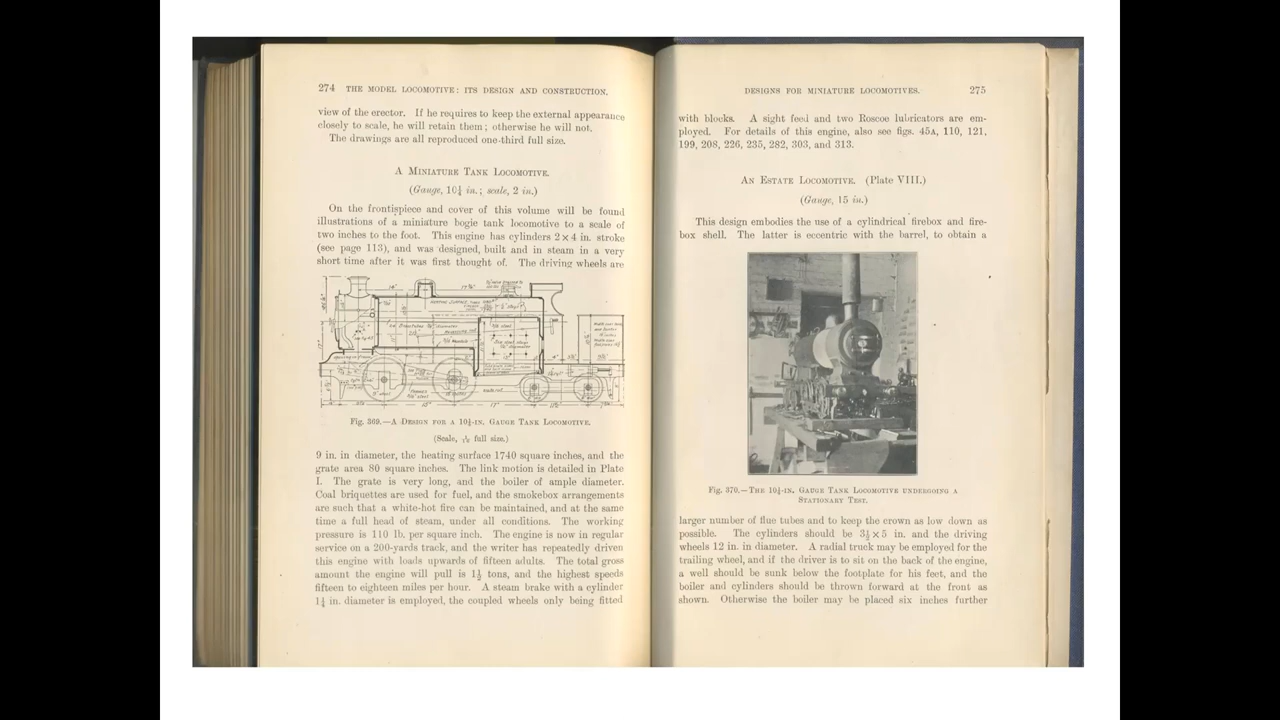 274 THE MODEL LOCOMOTIVE: ITS DESIGN AND CONSTRUCTION.
view of the erector. If he requires to keep the external appearance
closely to scale, he will retain them; otherwise he will not.
The drawings are all reproduced one-third full size.
A MINIATURE TANK LOCOMOTIVE.
(Gauge, 10¼ in.; scale, 2 in.)
On the frontispiece and cover of this volume will be found
illustrations of a miniature bogie tank locomotive to a scale of
two inches to the foot. This engine has cylinders 2 × 4 in. stroke
(see page 113), and was designed, built and in steam in a very
short time after it was first thought of. The driving wheels are
Fig. 369.—A DESIGN FOR A 10¼-IN. GAUGE TANK LOCOMOTIVE.
(Scale, full size.)
9 in. in diameter, the heating surface 1740 square inches, and the
grate area 80 square inches. The link motion is detailed in Plate
I. The grate is very long, and the boiler of ample diameter.
Coal briquettes are used for fuel, and the smokebox arrangements
are such that a white-hot fire can be maintained, and at the same
time a full head of steam, under all conditions. The working
pressure is 110 lb. per square inch. The engine is now in regular
service on a 200-yards track, and the writer has repeatedly driven
this engine with loads upwards of fifteen adults. The total gross
amount the engine will pull is 1½ tons, and the highest speeds
fifteen to eighteen miles per hour. A steam brake with a cylinder
1¼ in. diameter is employed, the coupled wheels only being fitted
DESIGNS FOR MINIATURE LOCOMOTIVES. 275
with blocks. A sight feed and two Roscoe lubricators are em-
ployed. For details of this engine, also see figs. 45A, 110, 121,
199, 208, 226, 235, 282, 303, and 313.
AN ESTATE LOCOMOTIVE. (Plate VIII.)
(Gauge, 15 in.)
This design embodies the use of a cylindrical firebox and fire-
box shell. The latter is eccentric with the barrel, to obtain a
Fig. 370.—THE 10¼-IN. GAUGE TANK LOCOMOTIVE UNDERGOING A
STATIONARY TEST.
larger number of flue tubes and to keep the crown as low down as
possible. The cylinders should be 3½ × 5 in. and the driving
wheels 12 in. in diameter. A radial truck may be employed for the
trailing wheel, and if the driver is to sit on the back of the engine,
a well should be sunk below the footplate for his feet, and the
boiler and cylinders should be thrown forward at the front as
shown. Otherwise the boiler may be placed six inches further